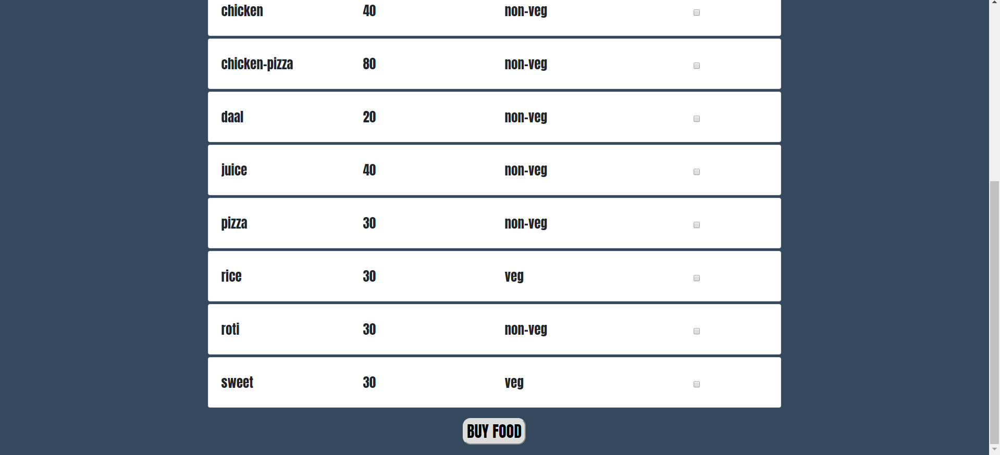 chicken 40 non-veg
chicken-pizza 80 non-veg
daal 20 non-veg
juice 40 non-veg
pizza 30 non-veg
rice 30 veg
roti 30 non-veg
sweet 30 veg
BUY FOOD